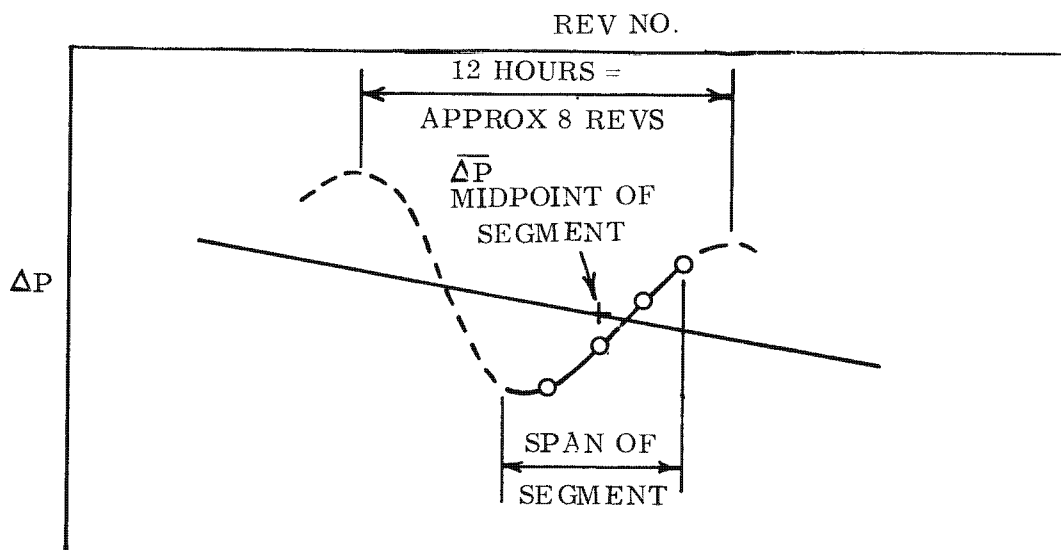 REV NO.
12 HOURS =
APPROX 8 REVS
ΔP
MIDPOINT OF
SEGMENT
ΔP
SPAN OF
SEGMENT